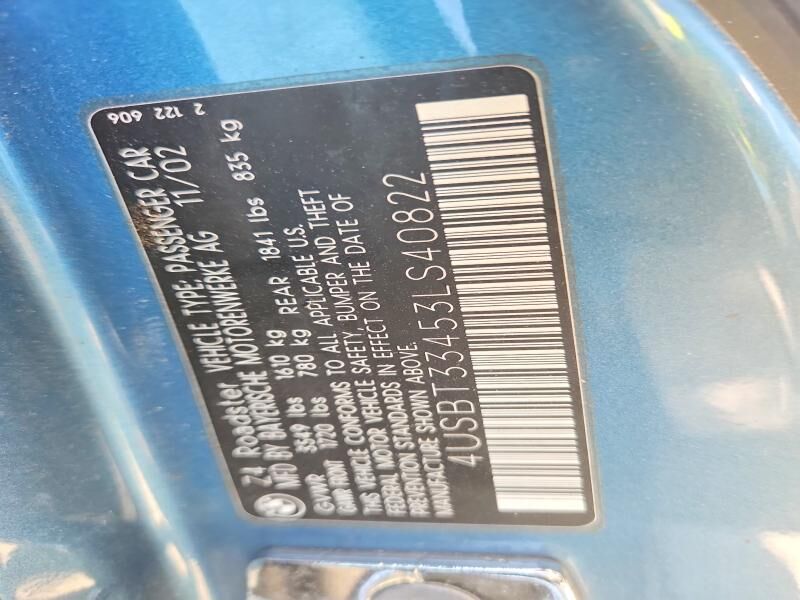 Z4 Roadster VEHICLE TYPE: PASSENGER CAR
MFD BY BAYERISCHE MOTORENWERKE AG 11/02
GVWR 3549 lbs 1610 kg
GAWR FRONT 1720 lbs 780 kg REAR 1841 lbs 835 kg
THIS VEHICLE CONFORMS TO ALL APPLICABLE U.S.
FEDERAL MOTOR VEHICLE SAFETY, BUMPER AND THEFT
PREVENTION STANDARDS IN EFFECT ON THE DATE OF
MANUFACTURE SHOWN ABOVE.
4USBT33453LS40822
2 122 606